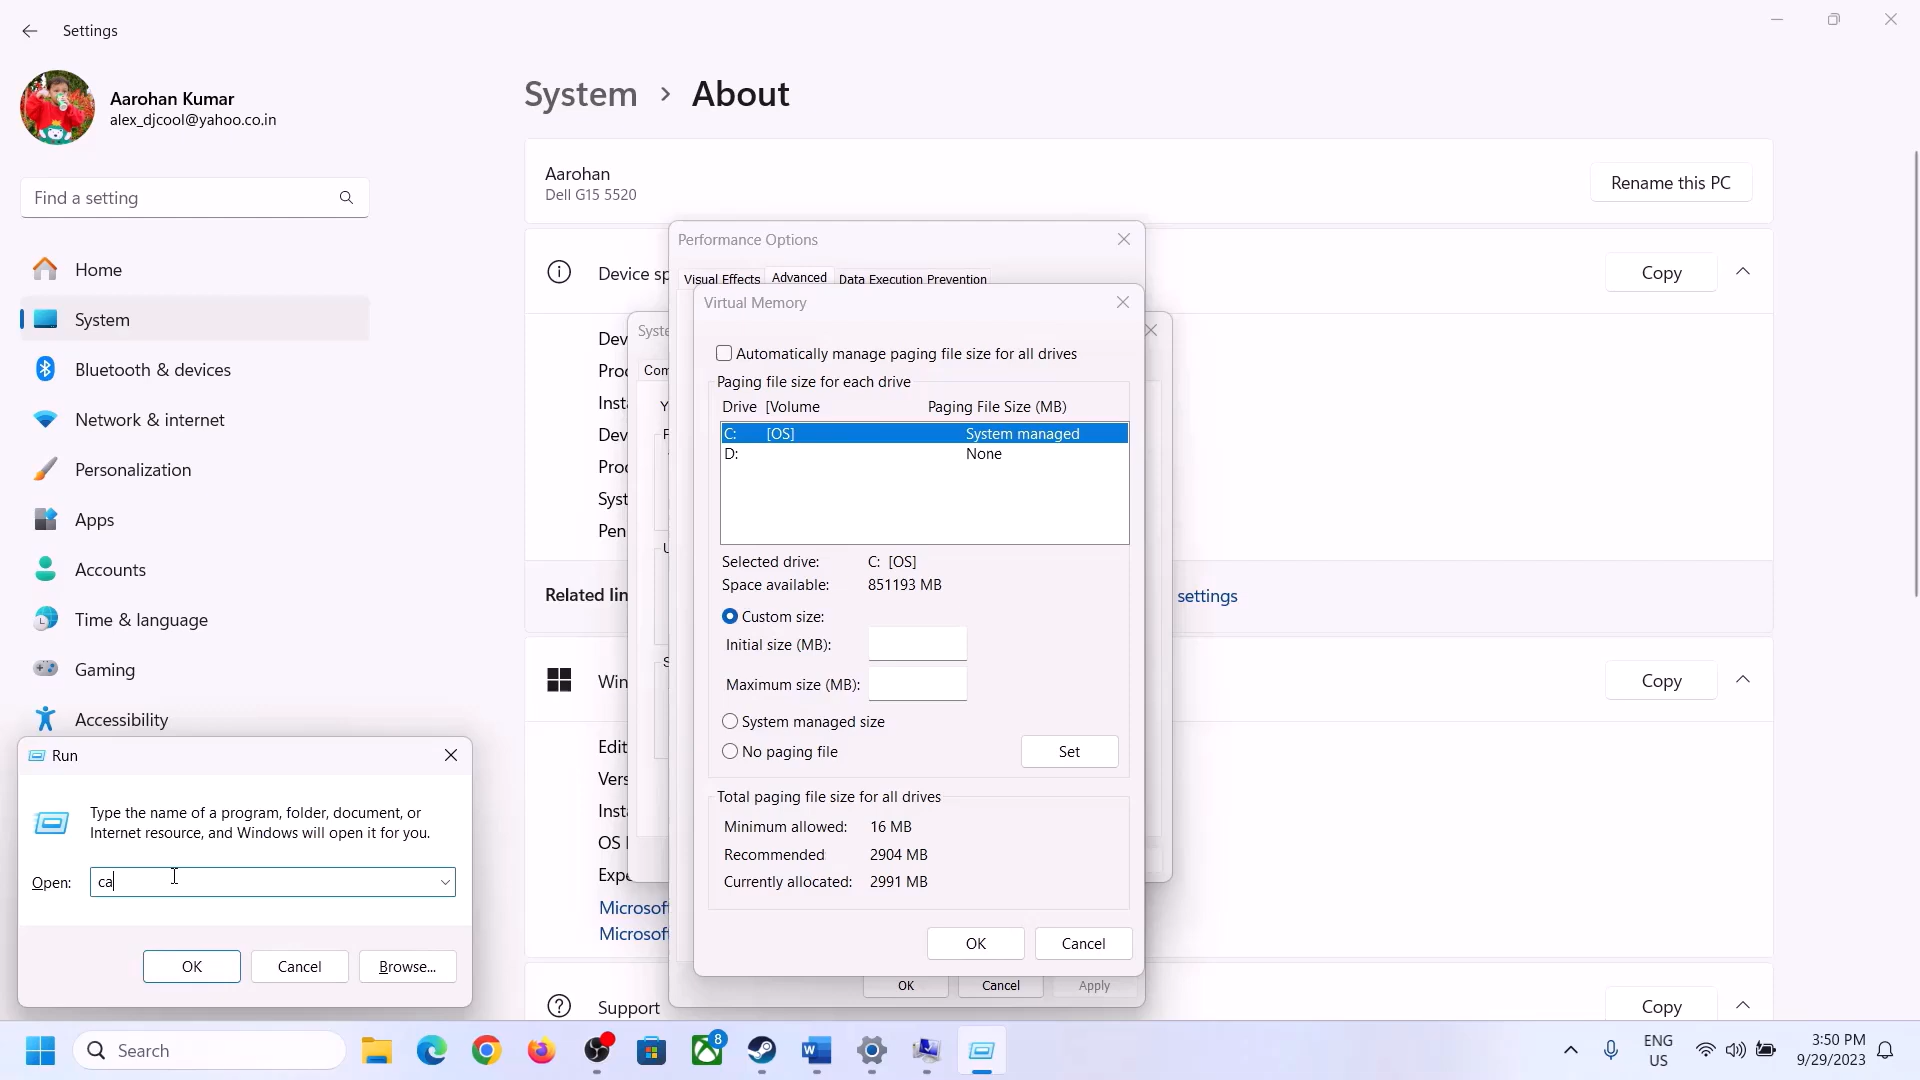 Settings
Aarohan Kumar
alex_djcool@yahoo.co.in
Find a setting
Home
System
Bluetooth & devices
Network & internet
Personalization
Apps
Accounts
Time & language
Gaming
Accessibility
System > About
Aarohan
Dell G15 5520
Rename this PC
Device sp
Copy
Related lin
settings
Copy
Support
Copy
Performance Options
Visual Effects Advanced Data Execution Prevention
Virtual Memory
Automatically manage paging file size for all drives
Paging file size for each drive
Drive [Volume Paging File Size (MB)
C: [OS] System managed
D: None
Selected drive: C: [OS]
Space available: 851193 MB
Custom size:
Initial size (MB):
Maximum size (MB):
System managed size
No paging file
Set
Total paging file size for all drives
Minimum allowed: 16 MB
Recommended 2904 MB
Currently allocated: 2991 MB
OK Cancel
OK Cancel Apply
Run
Type the name of a program, folder, document, or
Internet resource, and Windows will open it for you.
Open: ca
OK Cancel Browse...
Search
8
ENG
US
3:50 PM
9/29/2023